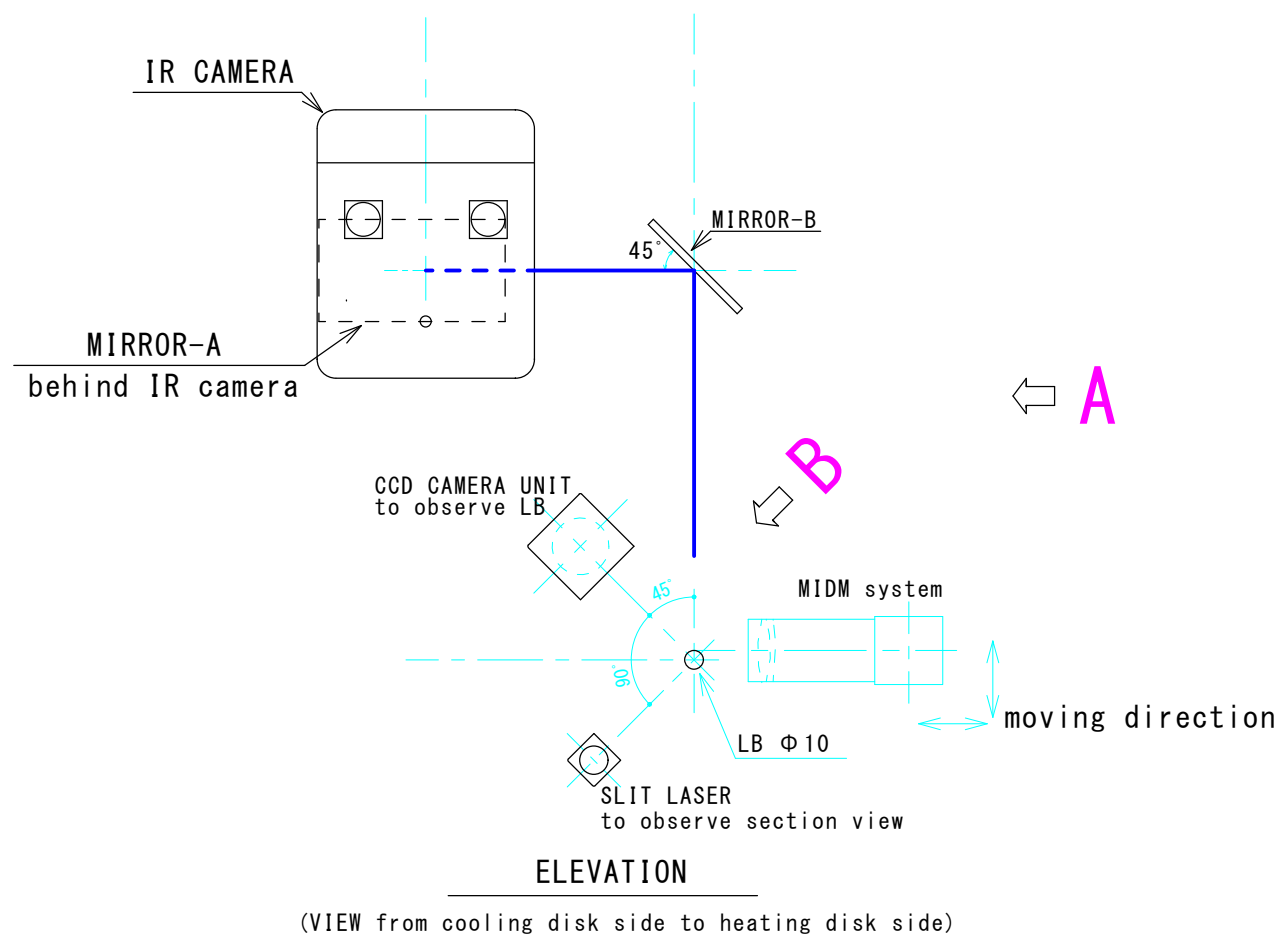 IR CAMERA
MIRROR-B
45°
MIRROR-A
behind IR camera
A
B
CCD CAMERA UNIT
to observe LB
45°
MIDM system
90°
moving direction
LB Φ10
SLIT LASER
to observe section view
ELEVATION
(VIEW from cooling disk side to heating disk side)